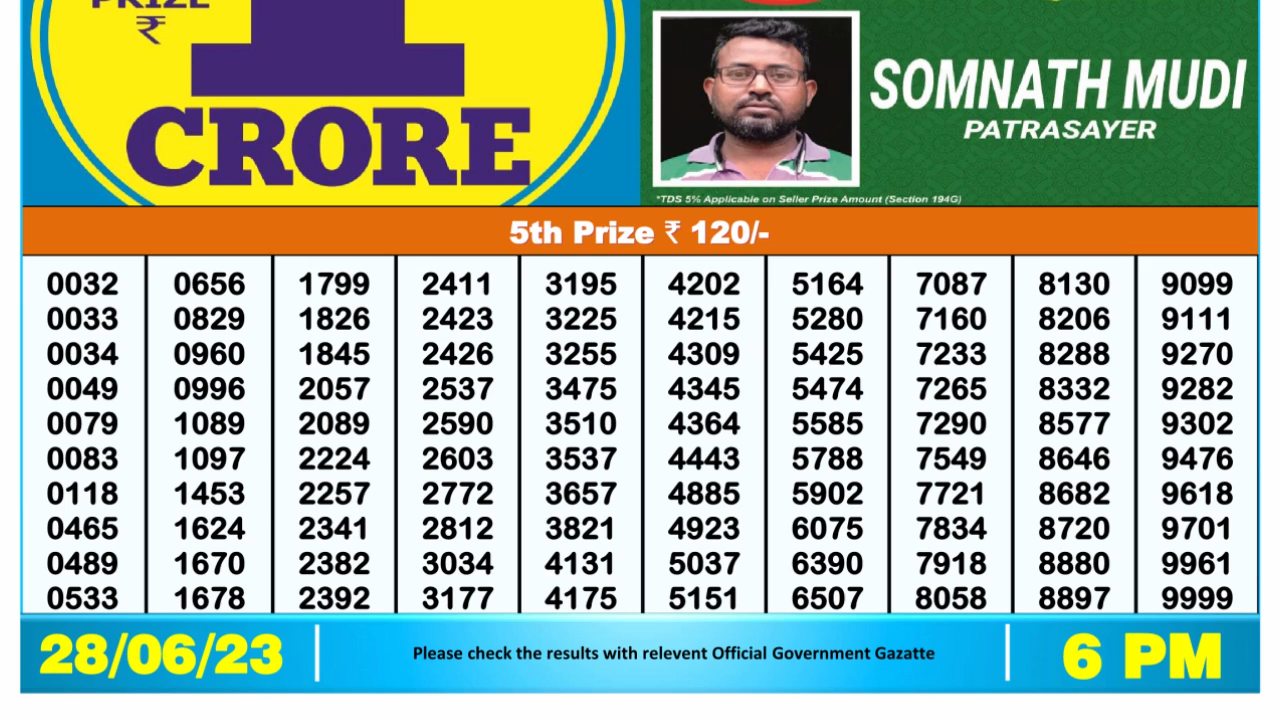 PRIZE
₹
1
CRORE
SOMNATH MUDI
PATRASAYER
*TDS 5% Applicable on Seller Prize Amount (Section 194G)
5th Prize ₹ 120/-
0032 0656 1799 2411 3195 4202 5164 7087 8130 9099
0033 0829 1826 2423 3225 4215 5280 7160 8206 9111
0034 0960 1845 2426 3255 4309 5425 7233 8288 9270
0049 0996 2057 2537 3475 4345 5474 7265 8332 9282
0079 1089 2089 2590 3510 4364 5585 7290 8577 9302
0083 1097 2224 2603 3537 4443 5788 7549 8646 9476
0118 1453 2257 2772 3657 4885 5902 7721 8682 9618
0465 1624 2341 2812 3821 4923 6075 7834 8720 9701
0489 1670 2382 3034 4131 5037 6390 7918 8880 9961
0533 1678 2392 3177 4175 5151 6507 8058 8897 9999
28/06/23
Please check the results with relevent Official Government Gazatte
6 PM